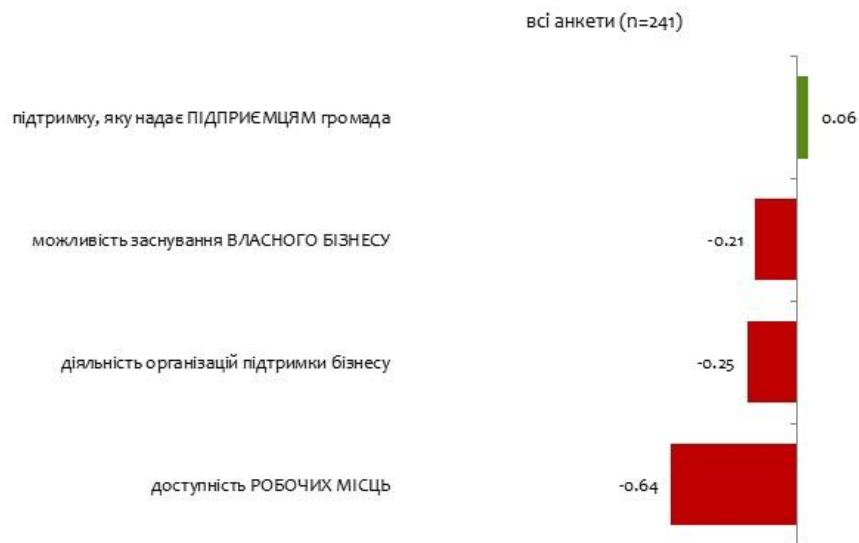 всі анкети (n=241)
підтримку, яку надає ПІДПРИЄМЦЯМ громада
0.06
можливість заснування ВЛАСНОГО БІЗНЕСУ
-0.21
діяльність організацій підтримки бізнесу
-0.25
доступність РОБОЧИХ МІСЦЬ
-0.64